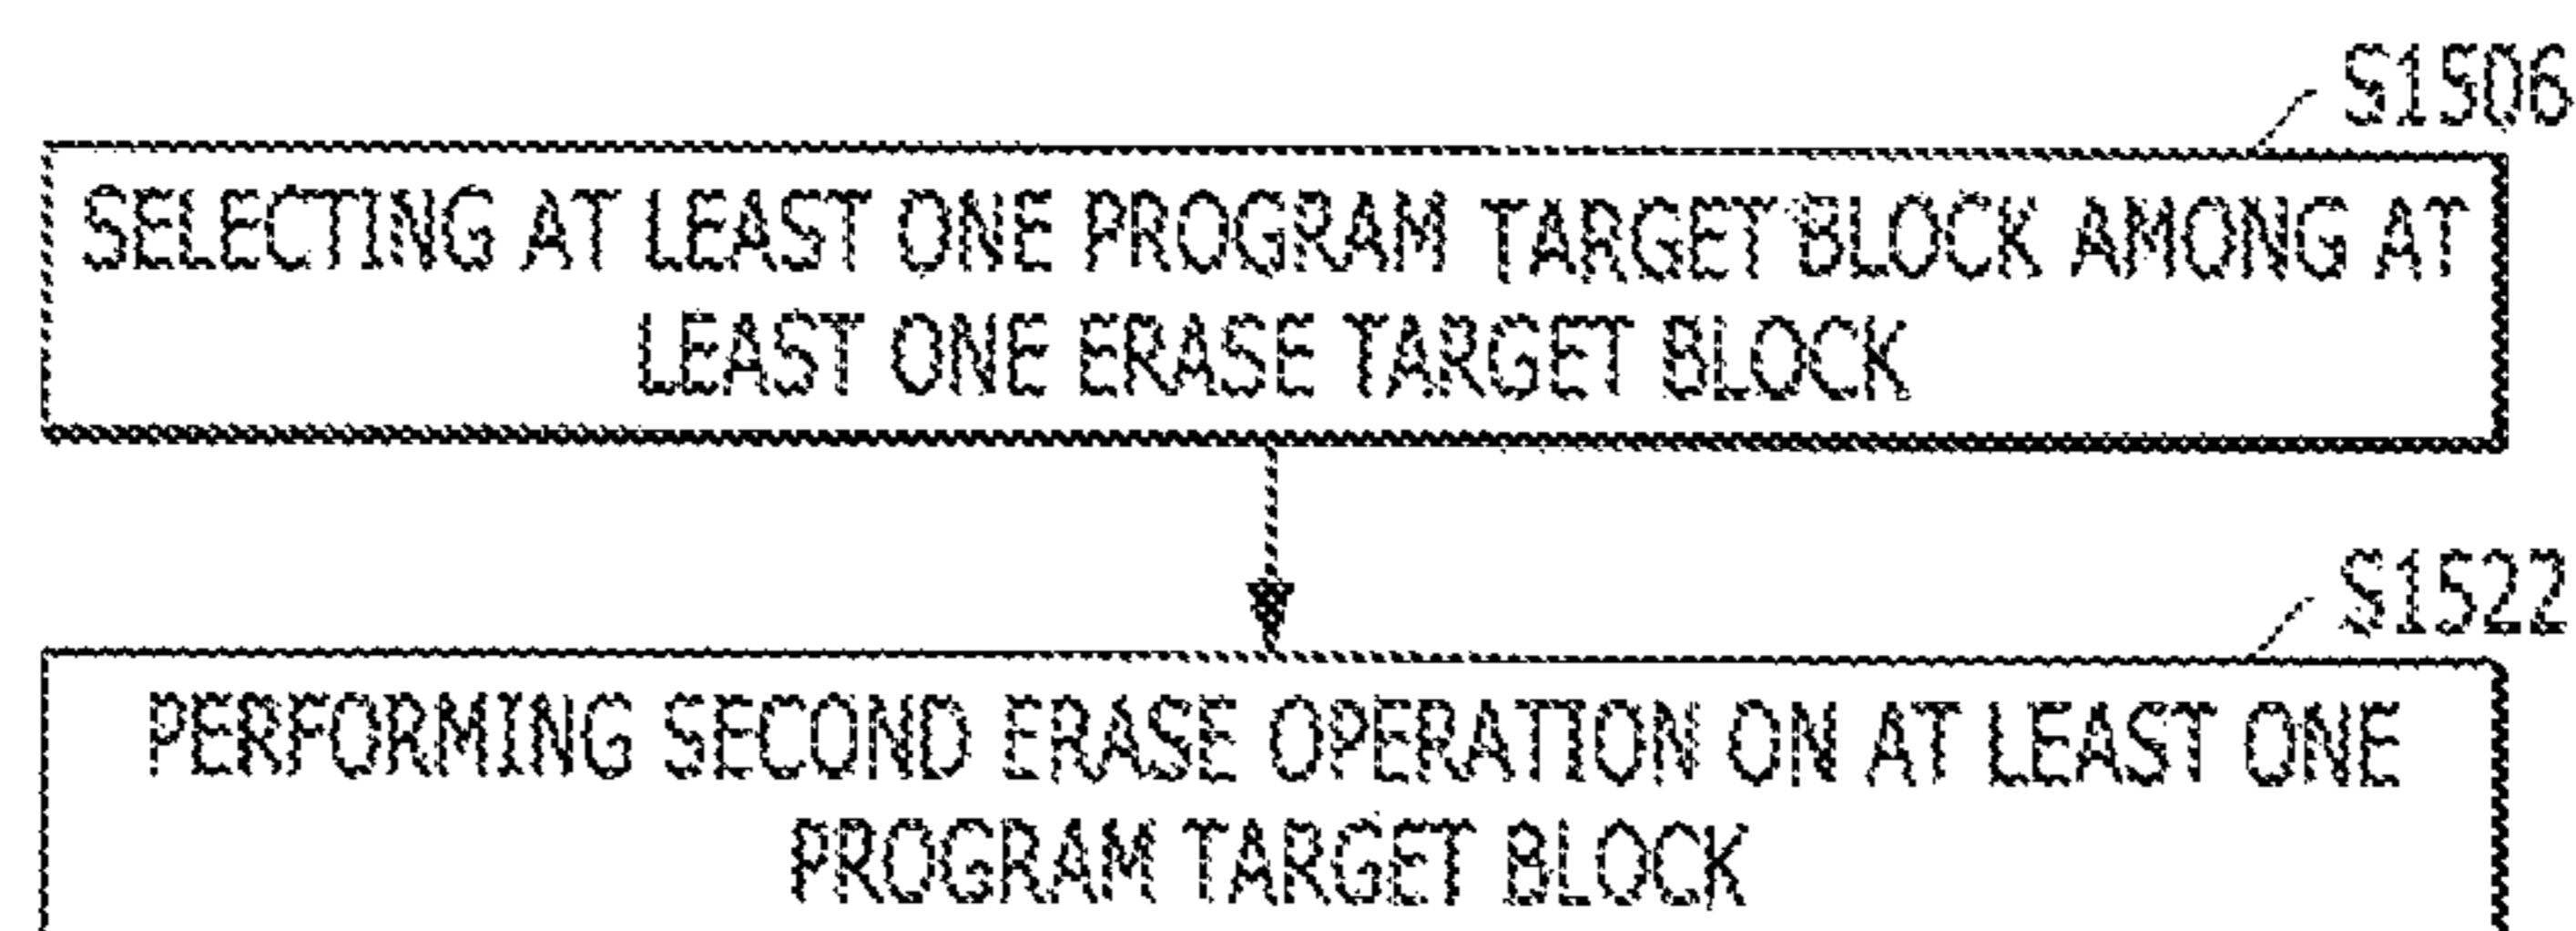 S1506
SELECTING AT LEAST ONE PROGRAM TARGET BLOCK AMONG AT
LEAST ONE ERASE TARGET BLOCK
S1522
PERFORMING SECOND ERASE OPERATION ON AT LEAST ONE
PROGRAM TARGET BLOCK